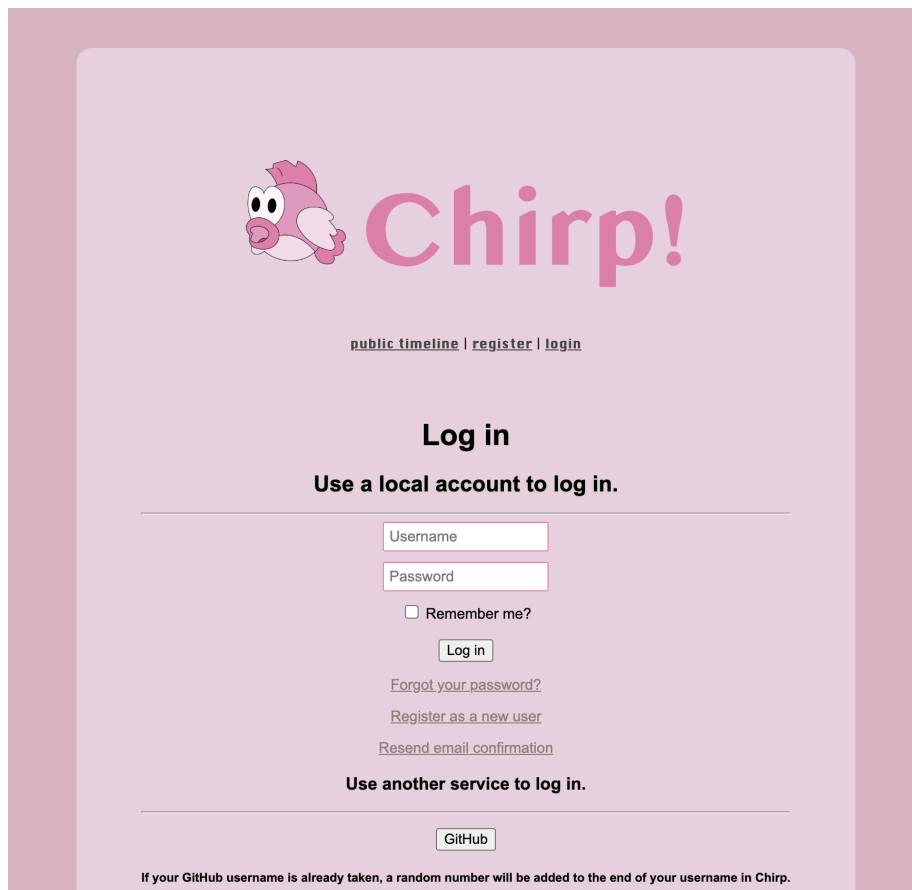 Chirp!
public timeline | register | login
Log in
Use a local account to log in.
Username
Password
Remember me?
Log in
Forgot your password?
Register as a new user
Resend email confirmation
Use another service to log in.
GitHub
If your GitHub username is already taken, a random number will be added to the end of your username in Chirp.